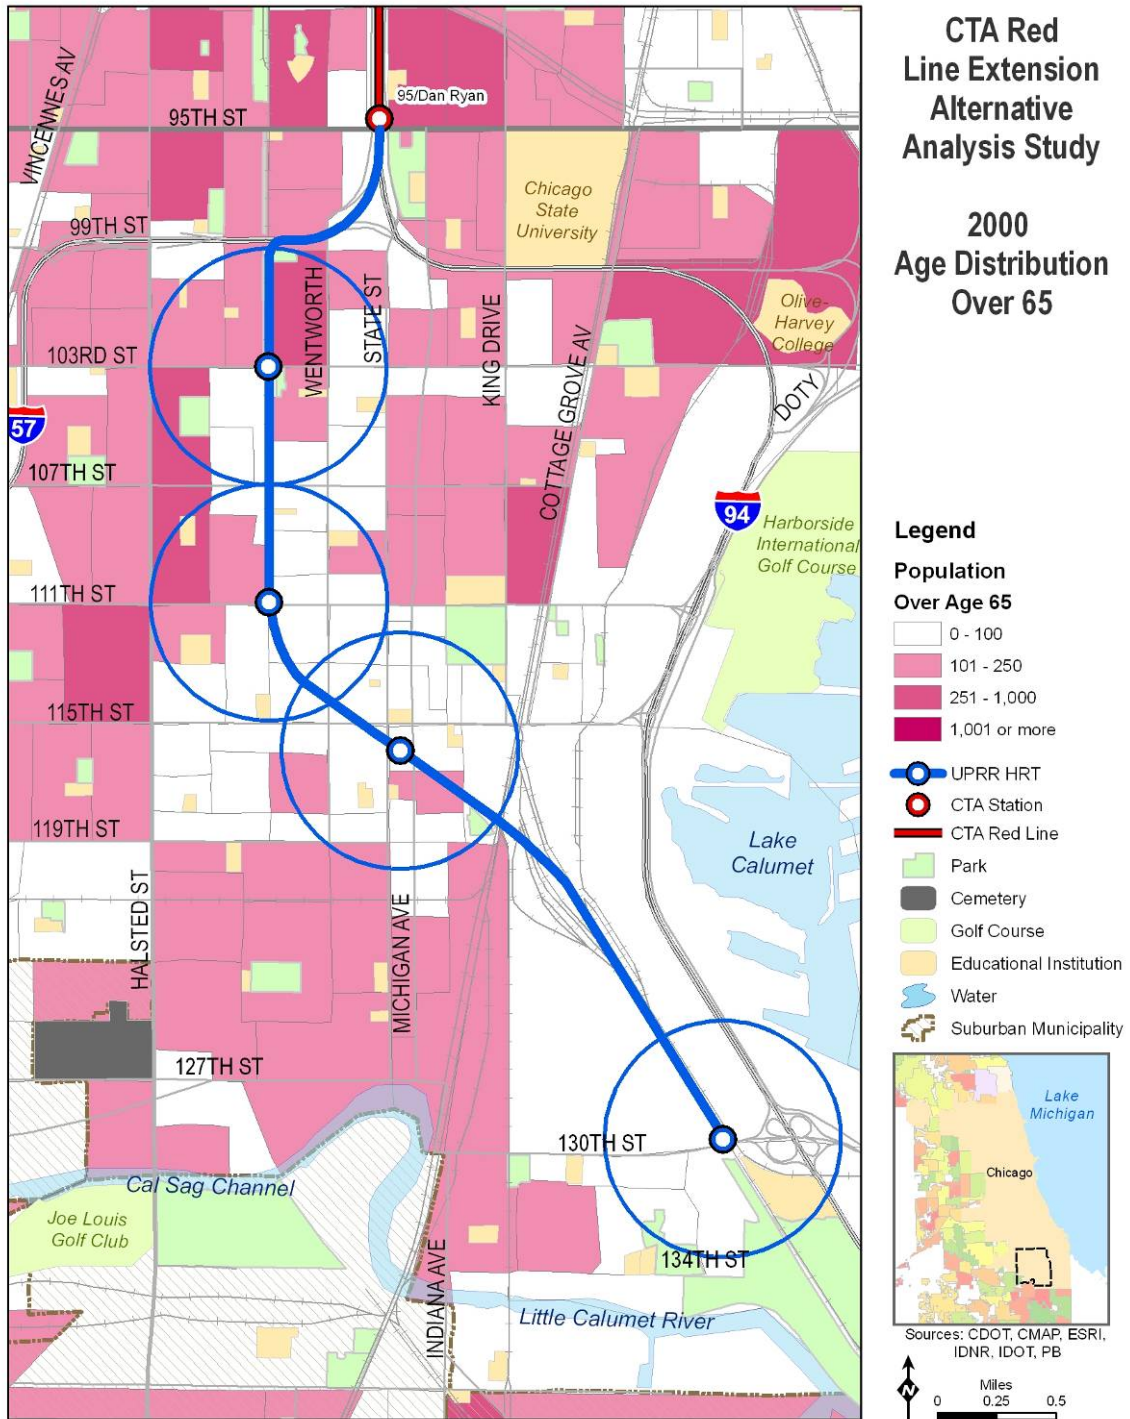 CTA Red
Line Extension
Alternative
Analysis Study
2000
Age Distribution
Over 65
VINCENNES AV
95TH ST
95/Dan Ryan
Chicago
State
University
99TH ST
WENTWORTH
STATE ST
KING DRIVE
COTTAGE GROVE AV
Olive-
Harvey
College
103RD ST
DOTY
57
107TH ST
94
Harborside
International
Golf Course
111TH ST
115TH ST
119TH ST
Lake
Calumet
HALSTED ST
MICHIGAN AVE
127TH ST
130TH ST
Cal Sag Channel
Joe Louis
Golf Club
INDIANA AVE
134TH ST
Little Calumet River
Legend
Population
Over Age 65
0 - 100
101 - 250
251 - 1,000
1,001 or more
UPRR HRT
CTA Station
CTA Red Line
Park
Cemetery
Golf Course
Educational Institution
Water
Suburban Municipality
Lake
Michigan
Chicago
Sources: CDOT, CMAP, ESRI,
IDNR, IDOT, PB
N
Miles
0 0.25 0.5